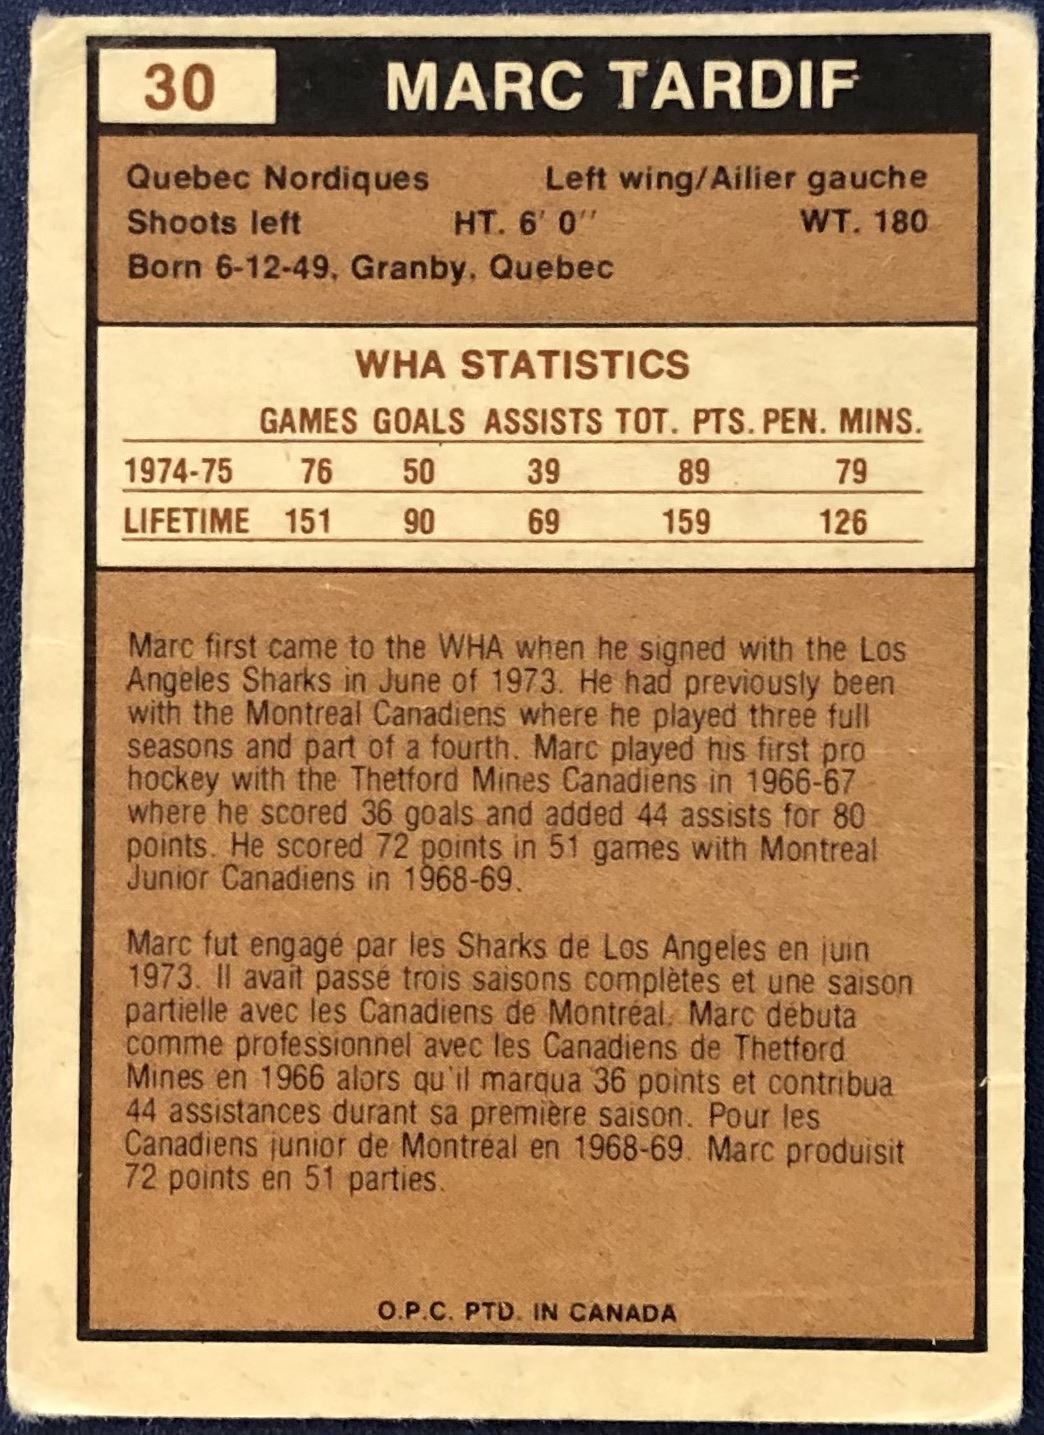 30 MARC TARDIF
Quebec Nordiques Left wing/Ailier gauche
Shoots left HT. 6' 0'' WT. 180
Born 6-12-49, Granby, Quebec
WHA STATISTICS
GAMES GOALS ASSISTS TOT. PTS. PEN. MINS.
1974-75 76 50 39 89 79
LIFETIME 151 90 69 159 126
Marc first came to the WHA when he signed with the Los
Angeles Sharks in June of 1973. He had previously been
with the Montreal Canadiens where he played three full
seasons and part of a fourth. Marc played his first pro
hockey with the Thetford Mines Canadiens in 1966-67
where he scored 36 goals and added 44 assists for 80
points. He scored 72 points in 51 games with Montreal
Junior Canadiens in 1968-69.
Marc fut engagé par les Sharks de Los Angeles en juin
1973. Il avait passé trois saisons complètes et une saison
partielle avec les Canadiens de Montréal. Marc débuta
comme professionnel avec les Canadiens de Thetford
Mines en 1966 alors qu'il marqua 36 points et contribua
44 assistances durant sa première saison. Pour les
Canadiens junior de Montréal en 1968-69. Marc produisit
72 points en 51 parties.
O.P.C. PTD. IN CANADA